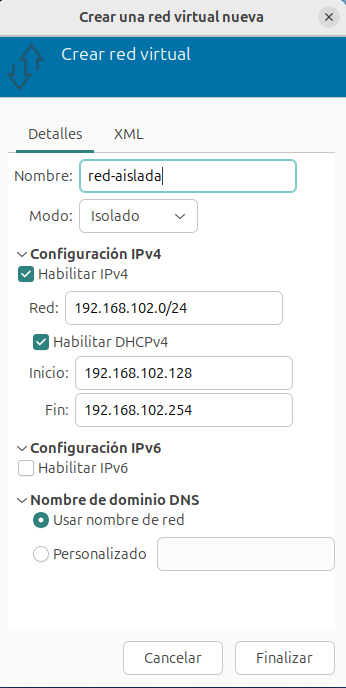 Crear una red virtual nueva
Crear red virtual
Detalles XML
Nombre: red-aislada
Modo: Isolado
Configuración IPv4
Habilitar IPv4
Red: 192.168.102.0/24
Habilitar DHCPv4
Inicio: 192.168.102.128
Fin: 192.168.102.254
Configuración IPv6
Habilitar IPv6
Nombre de dominio DNS
Usar nombre de red
Personalizado
Cancelar Finalizar